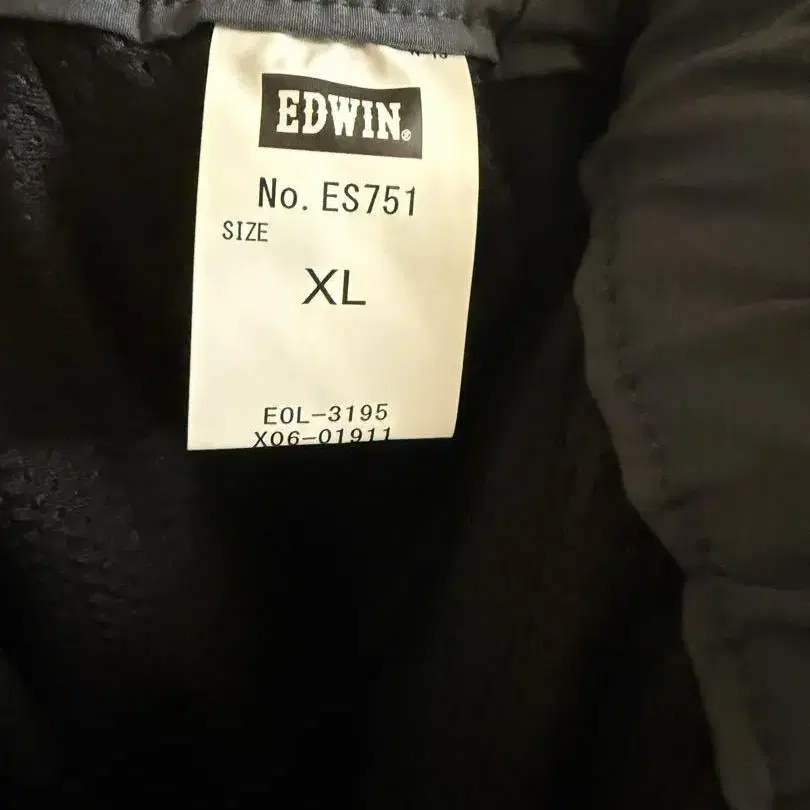 EDWIN®
No. ES751
SIZE
XL
E0L-3195
X06-01911